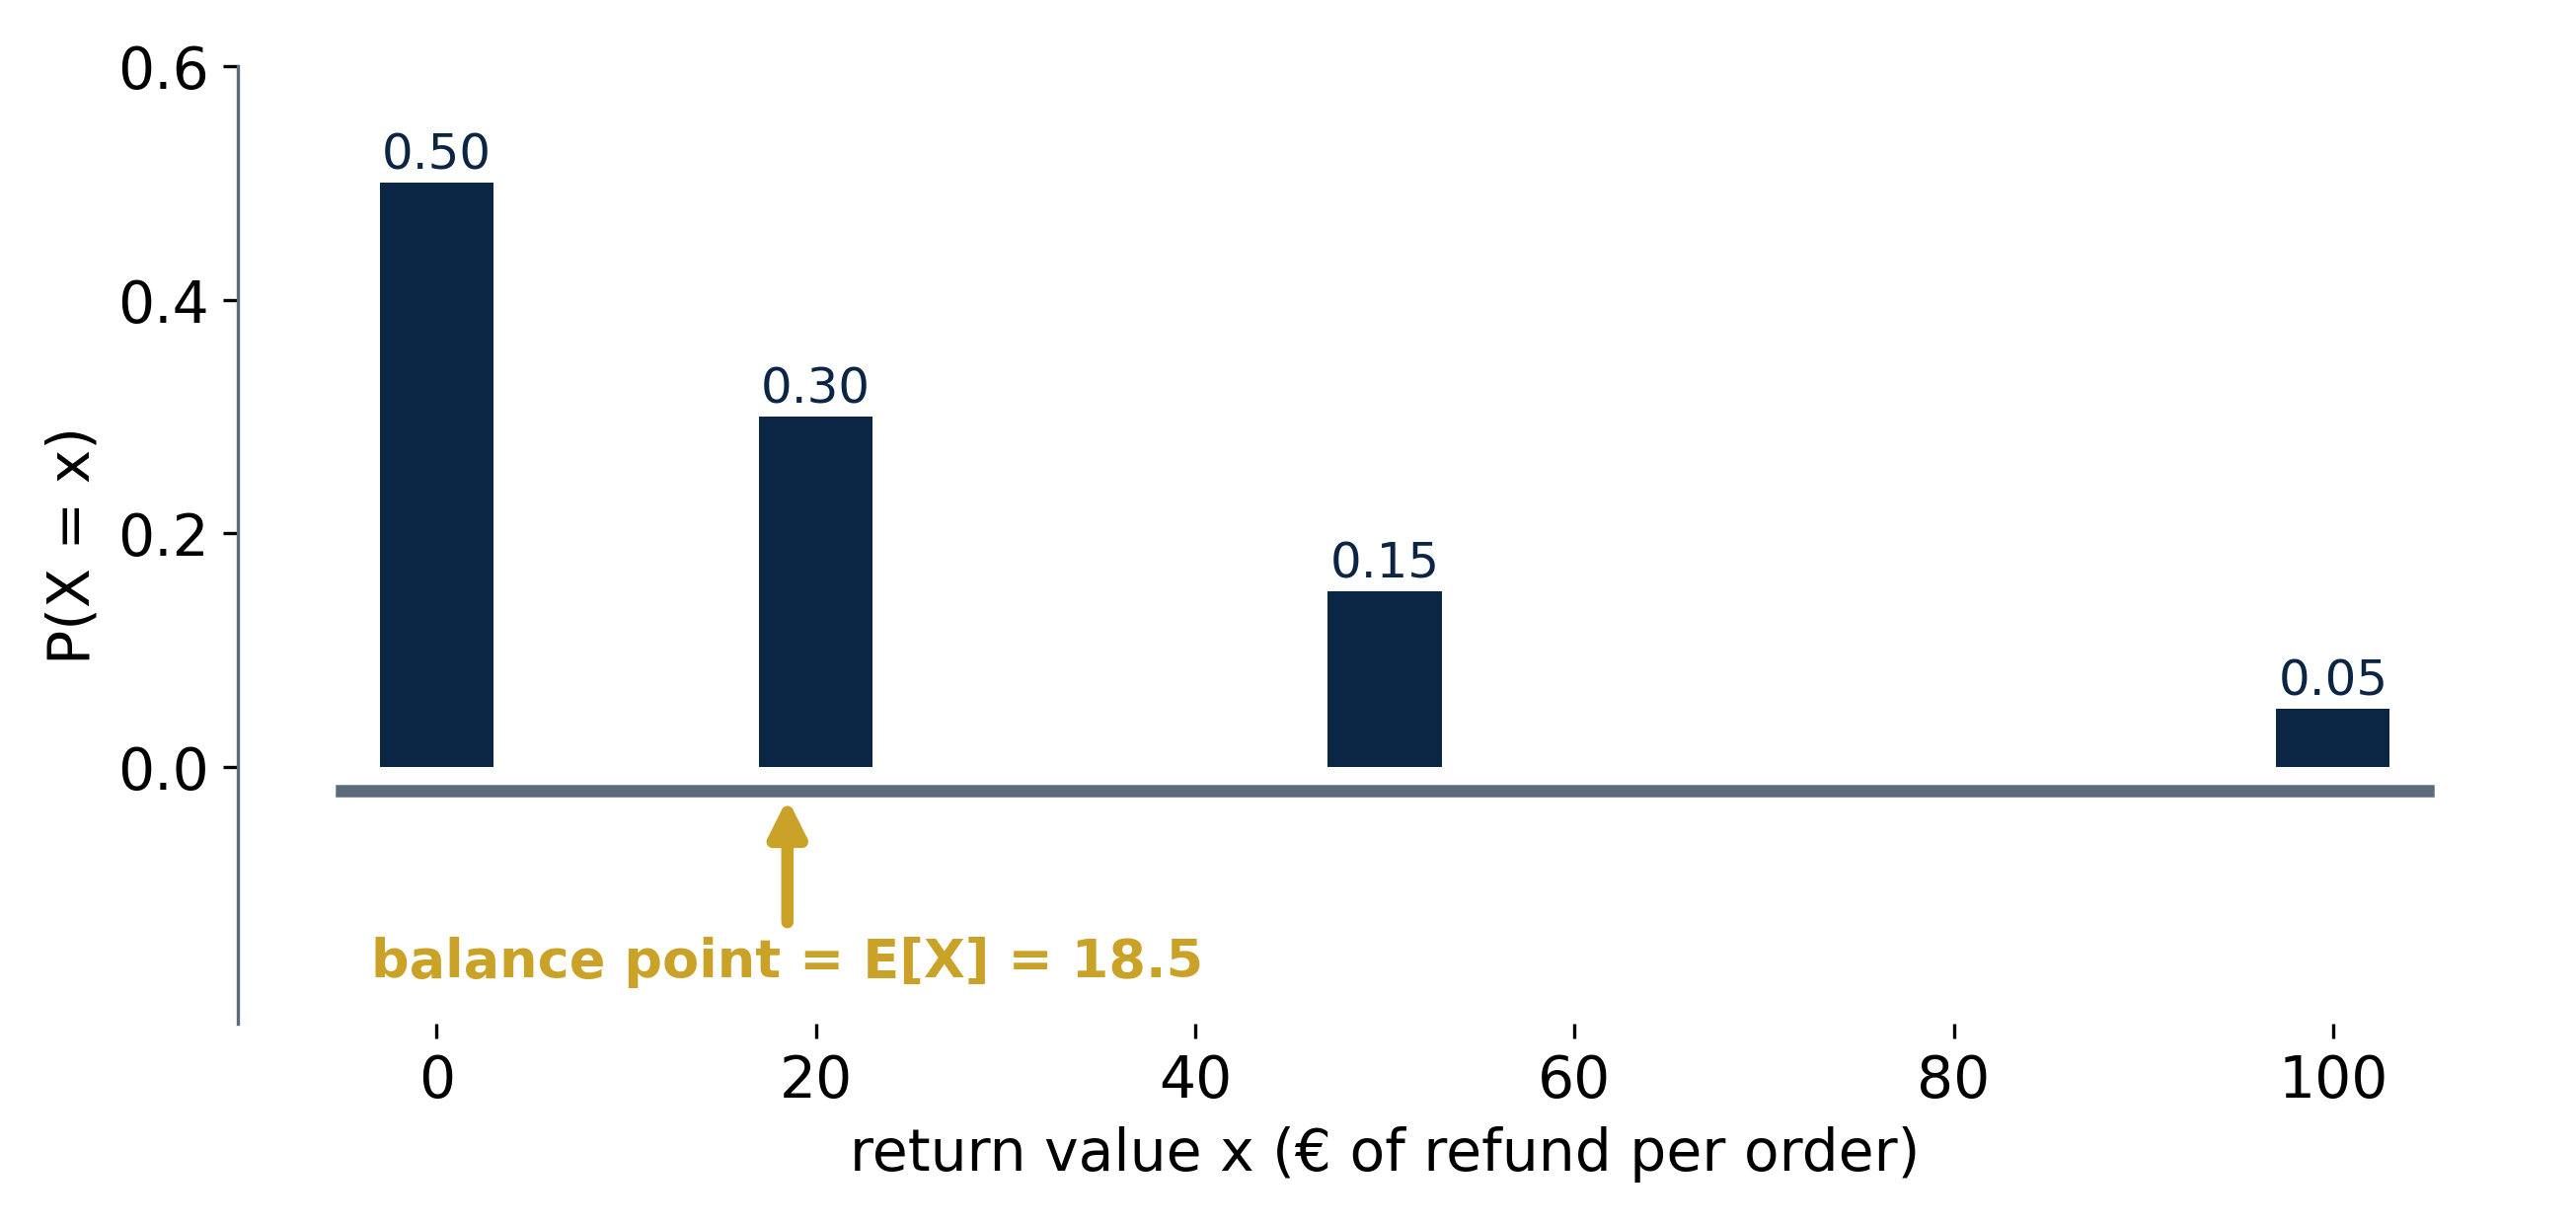 0.6
0.50
0.4
0.30
0.2
0.15
0.05
0.0
P(X = x)
balance point = E[X] = 18.5
0 20 40 60 80 100
return value x (€ of refund per order)